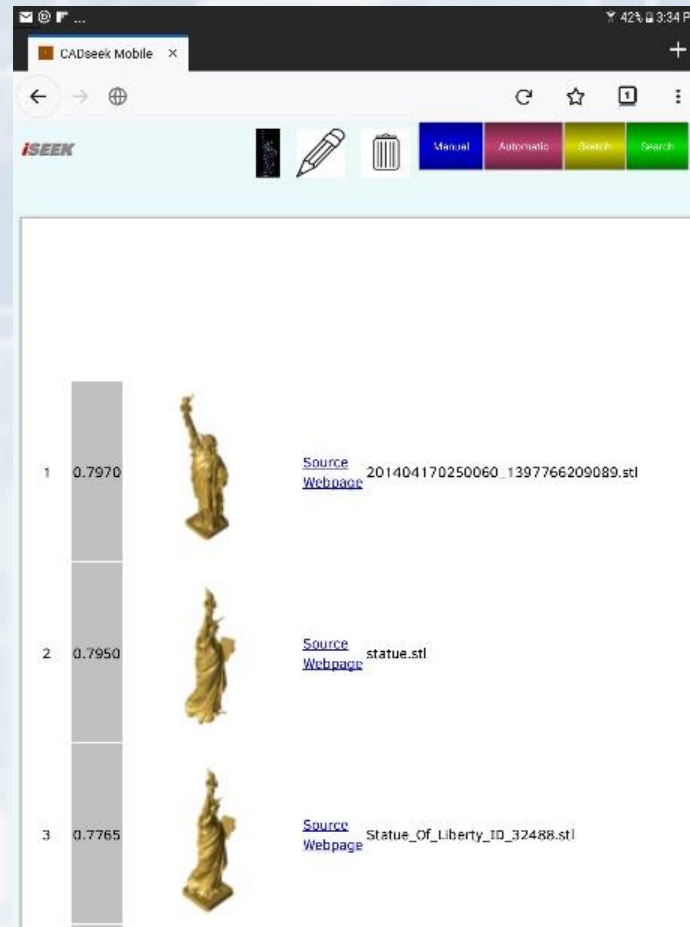 42% 3:34 P
CADseek Mobile
1
iSEEK
Manual Automatic Sketch Search
1 0.7970 Source Webpage 201404170250060_1397766209089.stl
2 0.7950 Source Webpage statue.stl
3 0.7765 Source Webpage Statue_Of_Liberty_ID_32488.stl